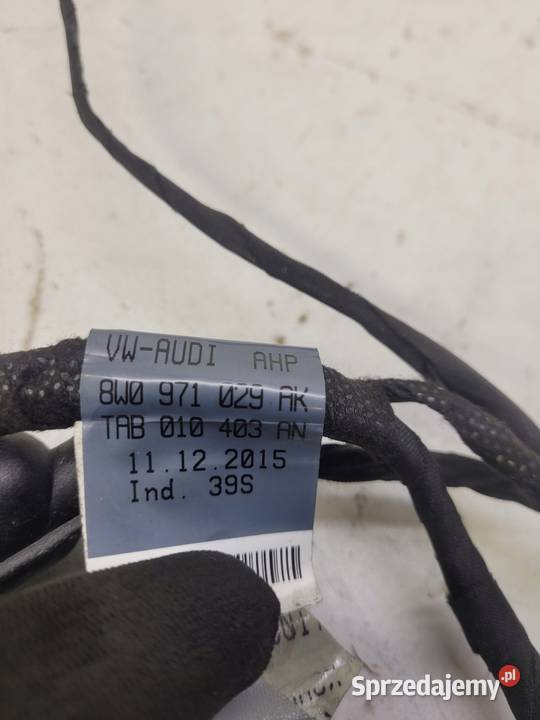 VW-AUDI AHP
8W0 971 029 AK
TAB 010 403 AN
11.12.2015
Ind. 39S
Sprzedajemy.pl